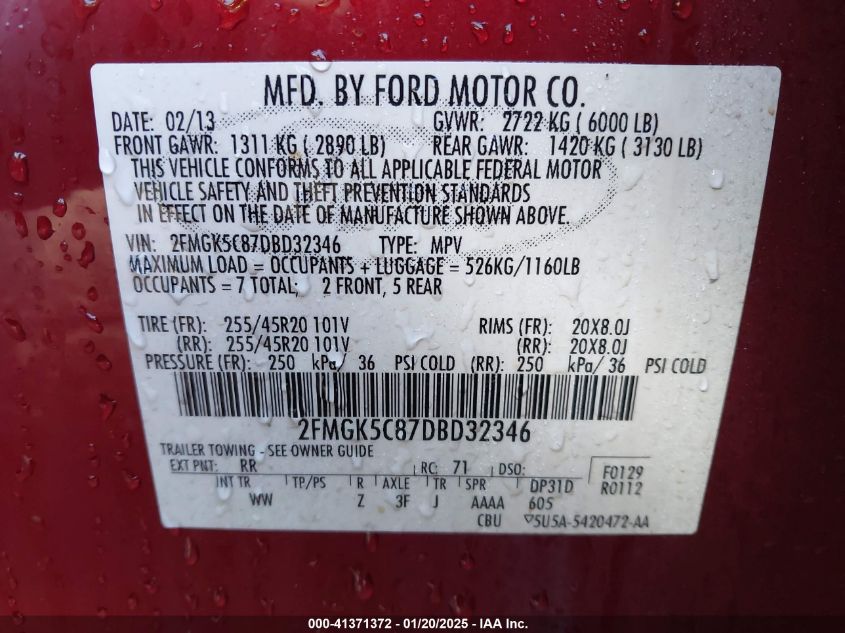 MFD. BY FORD MOTOR CO.
DATE: 02/13 GVWR: 2722 KG ( 6000 LB)
FRONT GAWR: 1311 KG ( 2890 LB) REAR GAWR: 1420 KG ( 3130 LB)
THIS VEHICLE CONFORMS TO ALL APPLICABLE FEDERAL MOTOR
VEHICLE SAFETY AND THEFT PREVENTION STANDARDS
IN EFFECT ON THE DATE OF MANUFACTURE SHOWN ABOVE.
VIN: 2FMGK5C87DBD32346 TYPE: MPV
MAXIMUM LOAD = OCCUPANTS + LUGGAGE = 526KG/1160LB
OCCUPANTS = 7 TOTAL; 2 FRONT, 5 REAR
TIRE (FR): 255/45R20 101V RIMS (FR): 20X8.0J
(RR): 255/45R20 101V (RR): 20X8.0J
PRESSURE (FR): 250 kPa/ 36 PSI COLD (RR): 250 kPa/ 36 PSI COLD
2FMGK5C87DBD32346
TRAILER TOWING - SEE OWNER GUIDE
EXT PNT: RR RC: 71 DSO: F0129
INT TR TP/PS R AXLE TR SPR DP31D R0112
WW Z 3F J AAAA 605
CBU ▽5U5A-5420472-AA
000-41371372 - 01/20/2025 - IAA Inc.